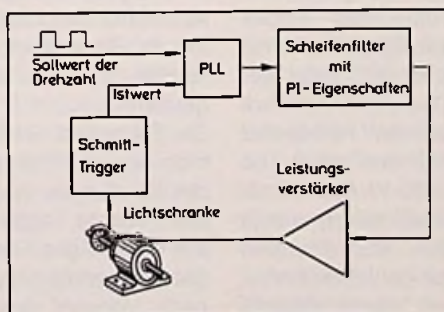 Sollwert der
Drehzahl
Istwert
PLL
Schleifenfilter
mit
PI-Eigenschaften
Schmitt-
Trigger
Leistungs-
verstärker
Lichtschranke